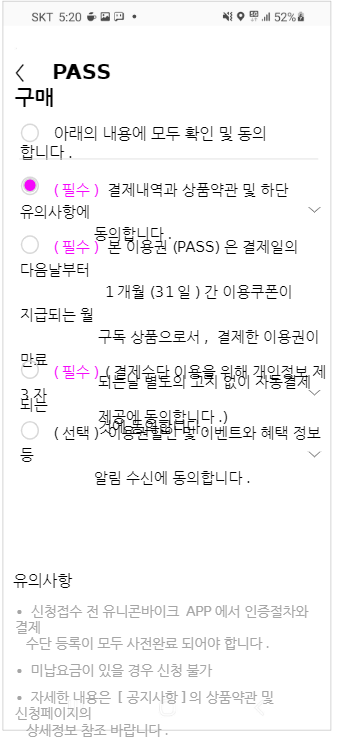 SKT 5:20 52%
PASS
구매
아래의 내용에 모두 확인 및 동의
합니다 .
( 필수 ) 결제내역과 상품약관 및 하단
유의사항에
동의합니다 .
( 필수 ) 본 이용권 (PASS) 은 결제일의
다음날부터
1 개월 (31 일 ) 간 이용쿠폰이
지급되는 월
구독 상품으로서 , 결제한 이용권이
만료
되는날 별도의 고지 없이 자동결제
되는
것에 동의합니다 .
( 필수 ) ( 결제수단 이용을 위해 개인정보 제
3 자
제공에 동의합니다 .)
( 선택 ) 이용권할인 및 이벤트와 혜택 정보
등
알림 수신에 동의합니다 .
유의사항
• 신청접수 전 유니콘바이크 APP 에서 인증절차와
결제
수단 등록이 모두 사전완료 되어야 합니다 .
• 미납요금이 있을 경우 신청 불가
• 자세한 내용은 [ 공지사항 ] 의 상품약관 및
신청페이지의
상세정보 참조 바랍니다 .